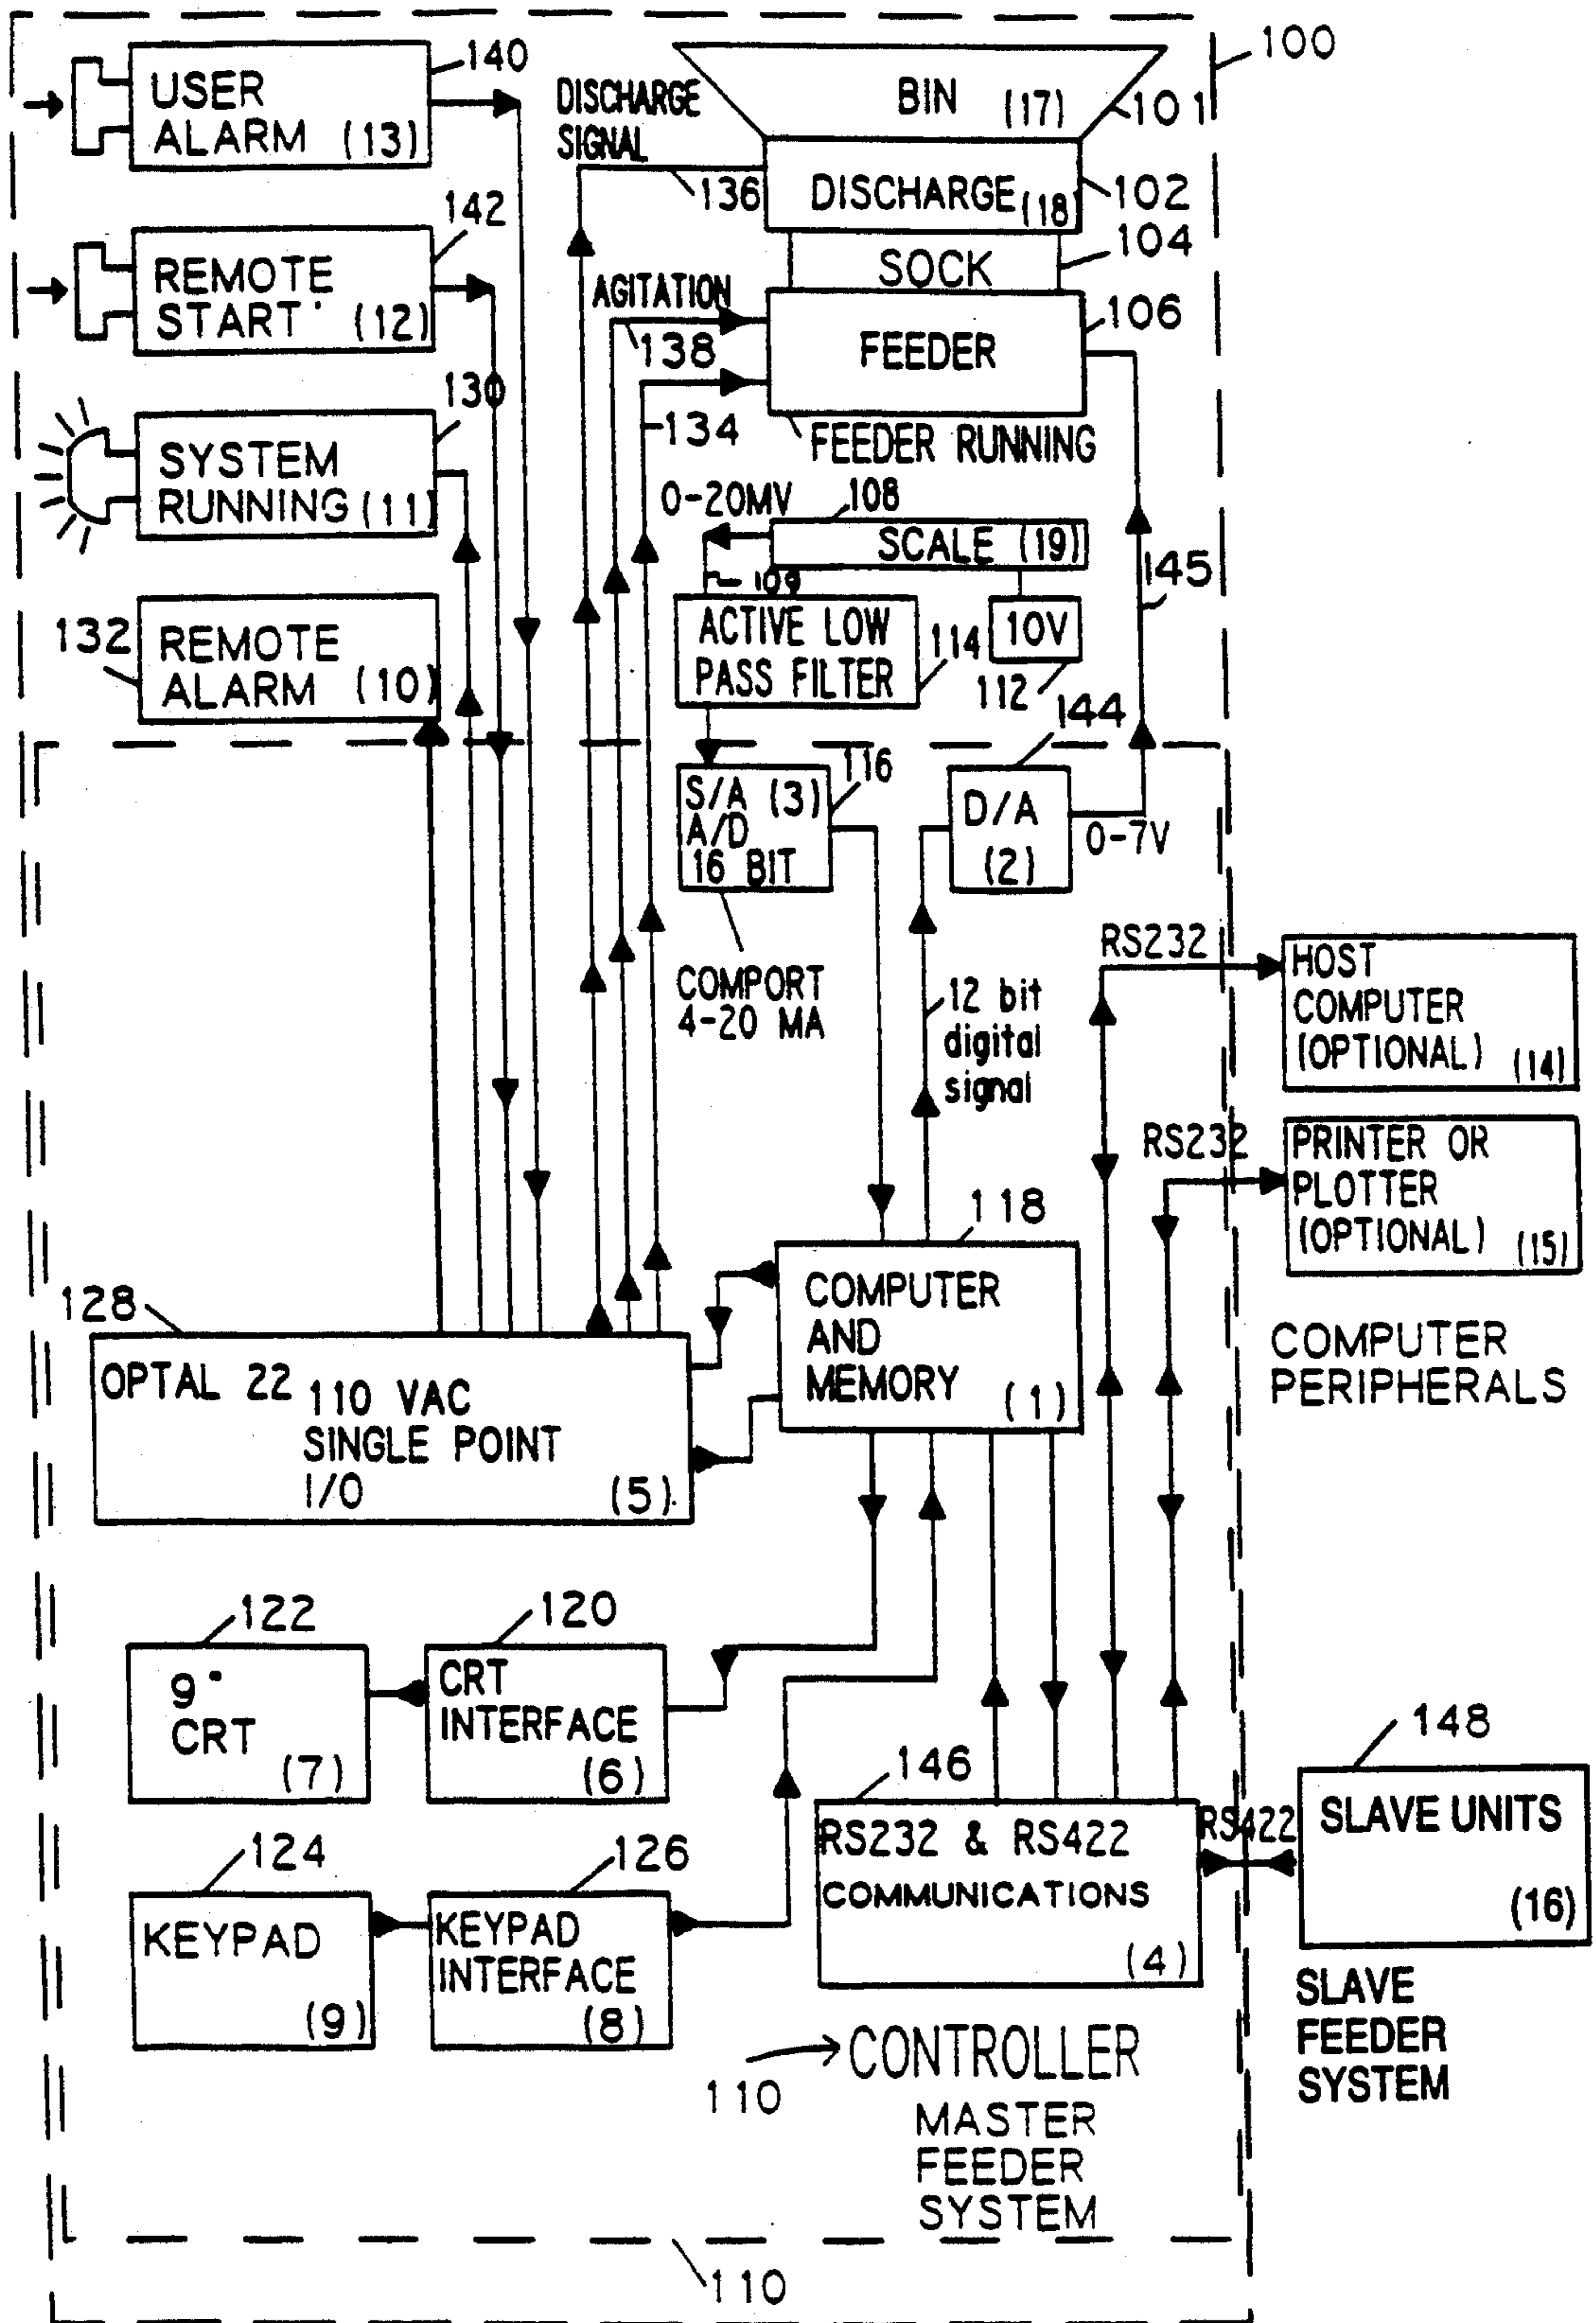 100
USER
ALARM (13)
140
DISCHARGE
SIGNAL
136
BIN (17)
101
DISCHARGE (18)
102
SOCK
104
REMOTE
START' (12)
142
AGITATION
138
134
FEEDER
106
FEEDER RUNNING
SYSTEM
RUNNING (11)
130
0-20MV
108
SCALE (19)
109
REMOTE
ALARM (10)
132
ACTIVE LOW
PASS FILTER
114
10V
112
145
144
S/A (3)
A/D
16 BIT
116
D/A
(2)
0-7V
COMPORT
4-20 MA
12 bit
digital
signal
RS232
HOST
COMPUTER
(OPTIONAL) (14)
RS232
PRINTER OR
PLOTTER
(OPTIONAL) (15)
COMPUTER
PERIPHERALS
118
COMPUTER
AND
MEMORY (1)
128
OPTAL 22 110 VAC
SINGLE POINT
I/O (5)
122
9"
CRT
(7)
120
CRT
INTERFACE
(6)
124
KEYPAD
(9)
126
KEYPAD
INTERFACE
(8)
146
RS232 & RS422
COMMUNICATIONS
(4)
RS422
148
SLAVE UNITS
(16)
SLAVE
FEEDER
SYSTEM
110
CONTROLLER
MASTER
FEEDER
SYSTEM
110